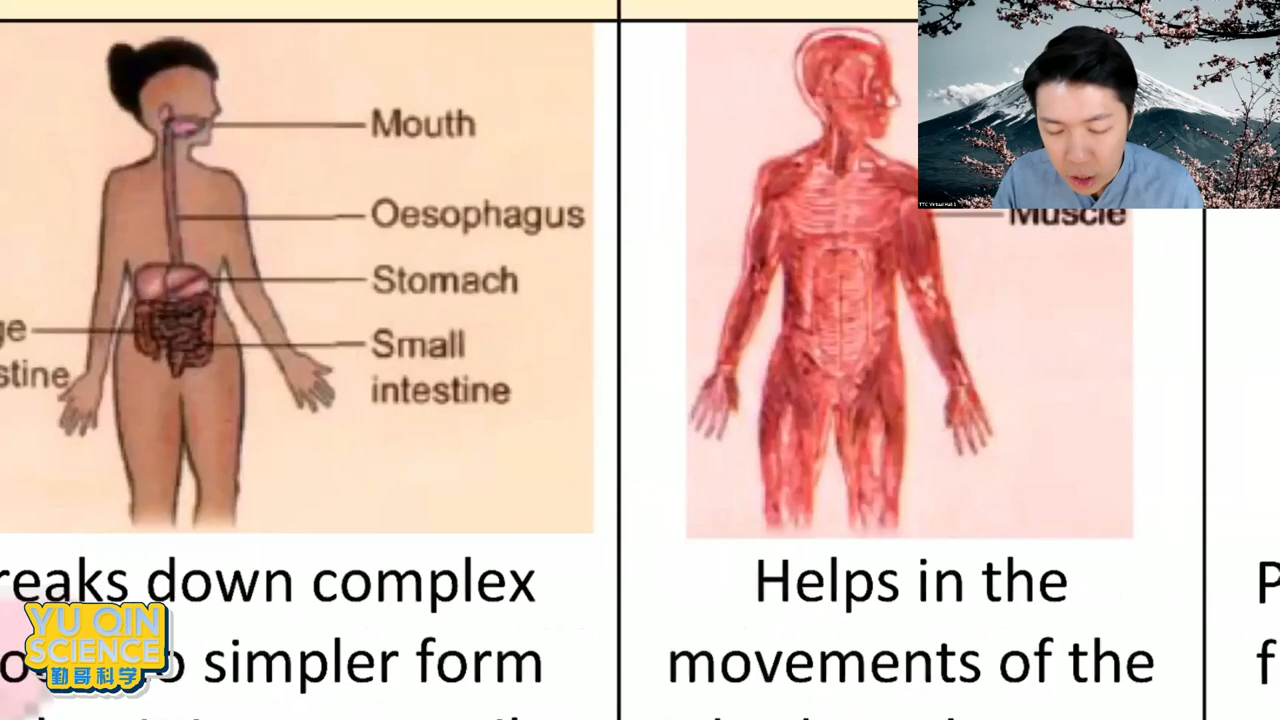 Mouth
Oesophagus
Stomach
Small
intestine
ge
stine
Muscle
reaks down complex
simpler form
Helps in the
movements of the
P
f
YU QIN
SCIENCE
勤哥科学